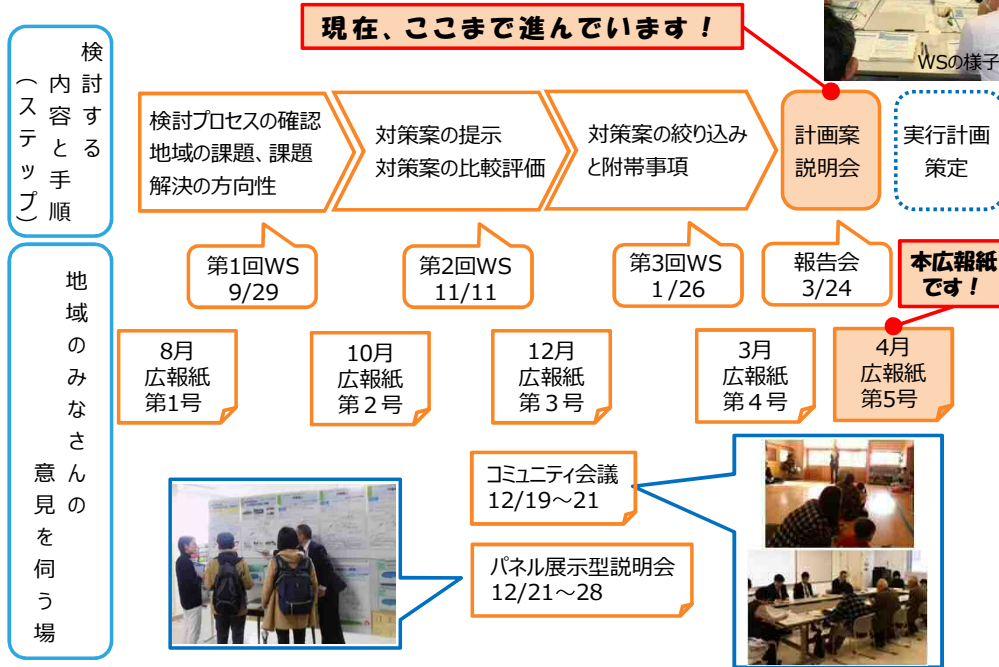 現在、ここまで進んでいます！
WSの様子
検討する
内容と手順
（ステップ）
検討プロセスの確認
地域の課題、課題
解決の方向性
対策案の提示
対策案の比較評価
対策案の絞り込み
と附帯事項
計画案
説明会
実行計画
策定
第1回WS
9/29
第2回WS
11/11
第3回WS
１/26
報告会
3/24
本広報紙
です！
地域のみなさんの
意見を伺う場
8月
広報紙
第1号
10月
広報紙
第２号
12月
広報紙
第３号
3月
広報紙
第４号
4月
広報紙
第5号
コミュニティ会議
12/19～21
パネル展示型説明会
12/21～28